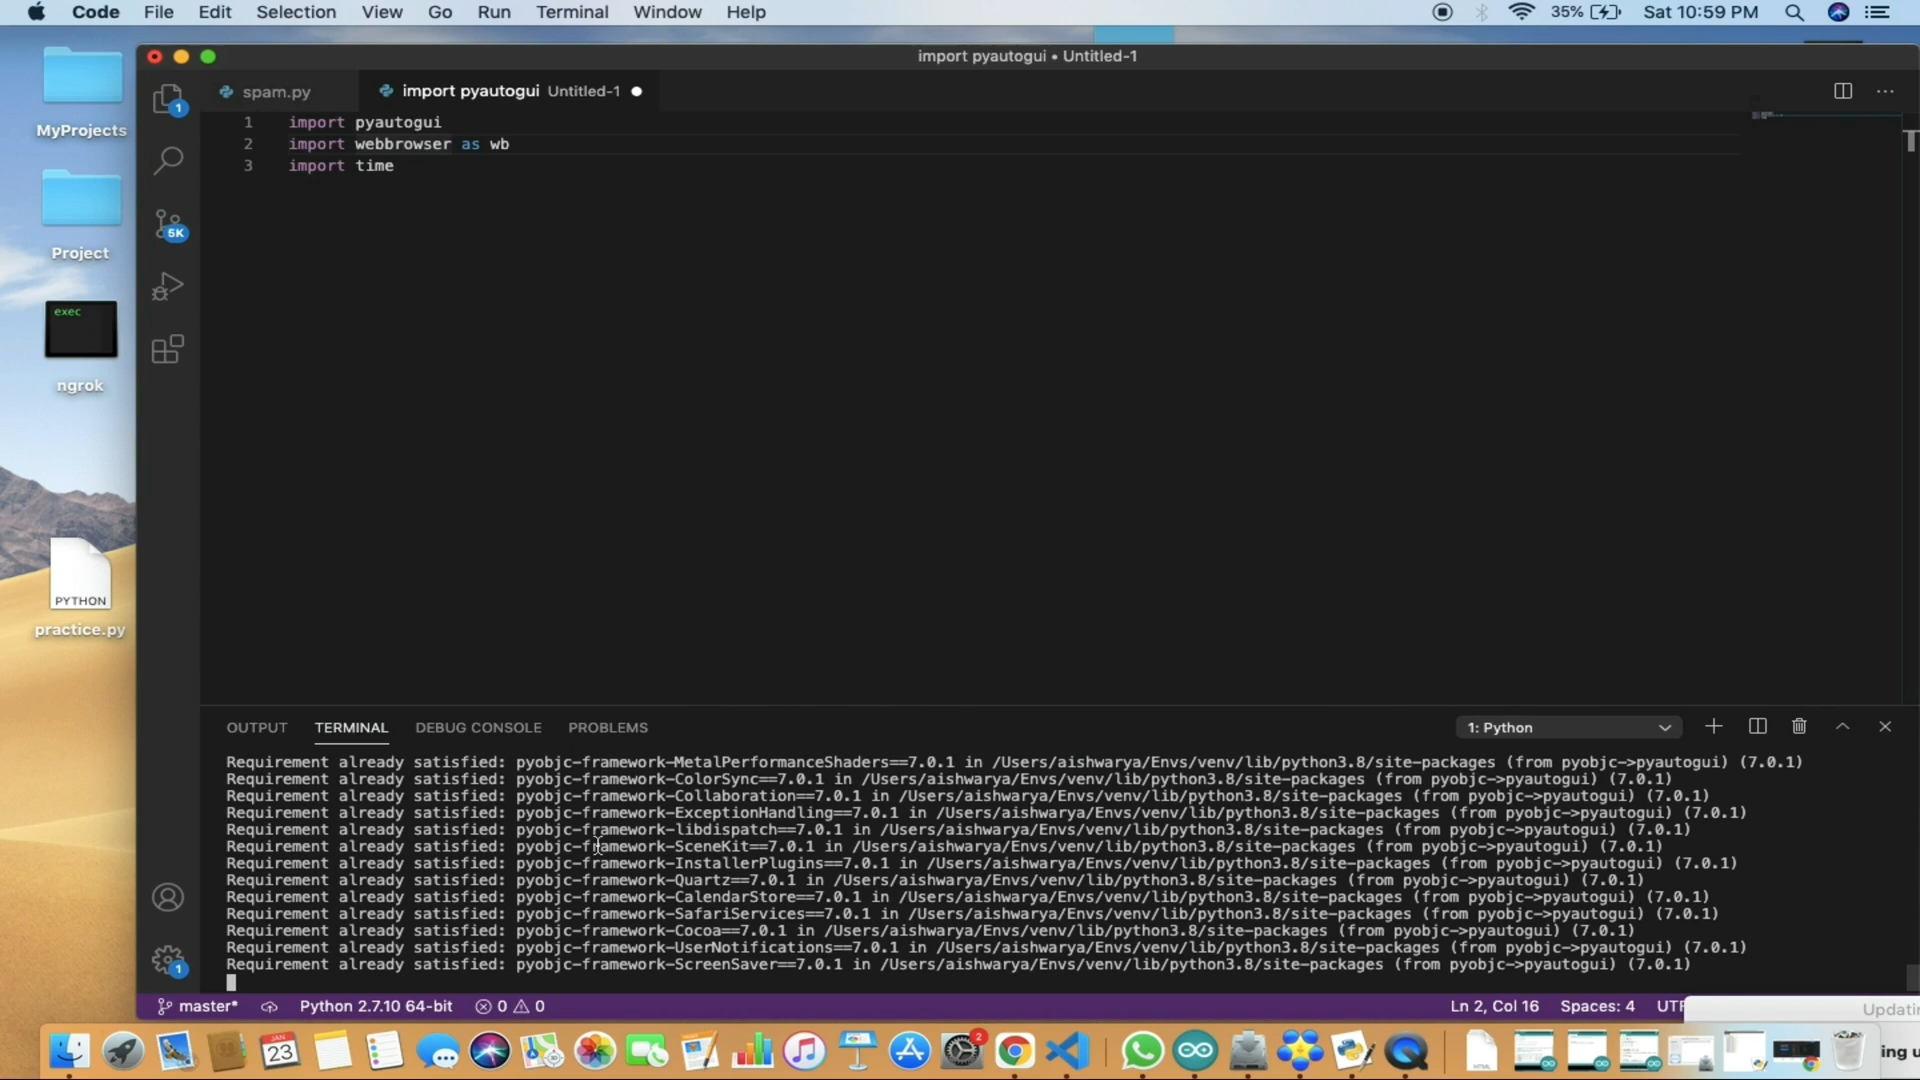 Code File Edit Selection View Go Run Terminal Window Help 35% Sat 10:59 PM
import pyautogui • Untitled-1
MyProjects
Project
exec
ngrok
PYTHON
practice.py
1
5K
1
spam.py import pyautogui Untitled-1
1 import pyautogui
2 import webbrowser as wb
3 import time
OUTPUT TERMINAL DEBUG CONSOLE PROBLEMS 1: Python
Requirement already satisfied: pyobjc-framework-MetalPerformanceShaders==7.0.1 in /Users/aishwarya/Envs/venv/lib/python3.8/site-packages (from pyobjc->pyautogui) (7.0.1)
Requirement already satisfied: pyobjc-framework-ColorSync==7.0.1 in /Users/aishwarya/Envs/venv/lib/python3.8/site-packages (from pyobjc->pyautogui) (7.0.1)
Requirement already satisfied: pyobjc-framework-Collaboration==7.0.1 in /Users/aishwarya/Envs/venv/lib/python3.8/site-packages (from pyobjc->pyautogui) (7.0.1)
Requirement already satisfied: pyobjc-framework-ExceptionHandling==7.0.1 in /Users/aishwarya/Envs/venv/lib/python3.8/site-packages (from pyobjc->pyautogui) (7.0.1)
Requirement already satisfied: pyobjc-framework-libdispatch==7.0.1 in /Users/aishwarya/Envs/venv/lib/python3.8/site-packages (from pyobjc->pyautogui) (7.0.1)
Requirement already satisfied: pyobjc-framework-SceneKit==7.0.1 in /Users/aishwarya/Envs/venv/lib/python3.8/site-packages (from pyobjc->pyautogui) (7.0.1)
Requirement already satisfied: pyobjc-framework-InstallerPlugins==7.0.1 in /Users/aishwarya/Envs/venv/lib/python3.8/site-packages (from pyobjc->pyautogui) (7.0.1)
Requirement already satisfied: pyobjc-framework-Quartz==7.0.1 in /Users/aishwarya/Envs/venv/lib/python3.8/site-packages (from pyobjc->pyautogui) (7.0.1)
Requirement already satisfied: pyobjc-framework-CalendarStore==7.0.1 in /Users/aishwarya/Envs/venv/lib/python3.8/site-packages (from pyobjc->pyautogui) (7.0.1)
Requirement already satisfied: pyobjc-framework-SafariServices==7.0.1 in /Users/aishwarya/Envs/venv/lib/python3.8/site-packages (from pyobjc->pyautogui) (7.0.1)
Requirement already satisfied: pyobjc-framework-Cocoa==7.0.1 in /Users/aishwarya/Envs/venv/lib/python3.8/site-packages (from pyobjc->pyautogui) (7.0.1)
Requirement already satisfied: pyobjc-framework-UserNotifications==7.0.1 in /Users/aishwarya/Envs/venv/lib/python3.8/site-packages (from pyobjc->pyautogui) (7.0.1)
Requirement already satisfied: pyobjc-framework-ScreenSaver==7.0.1 in /Users/aishwarya/Envs/venv/lib/python3.8/site-packages (from pyobjc->pyautogui) (7.0.1)
master* Python 2.7.10 64-bit 0 0 Ln 2, Col 16 Spaces: 4 UTF Updatin
JAN
23
2
HTML
ing u